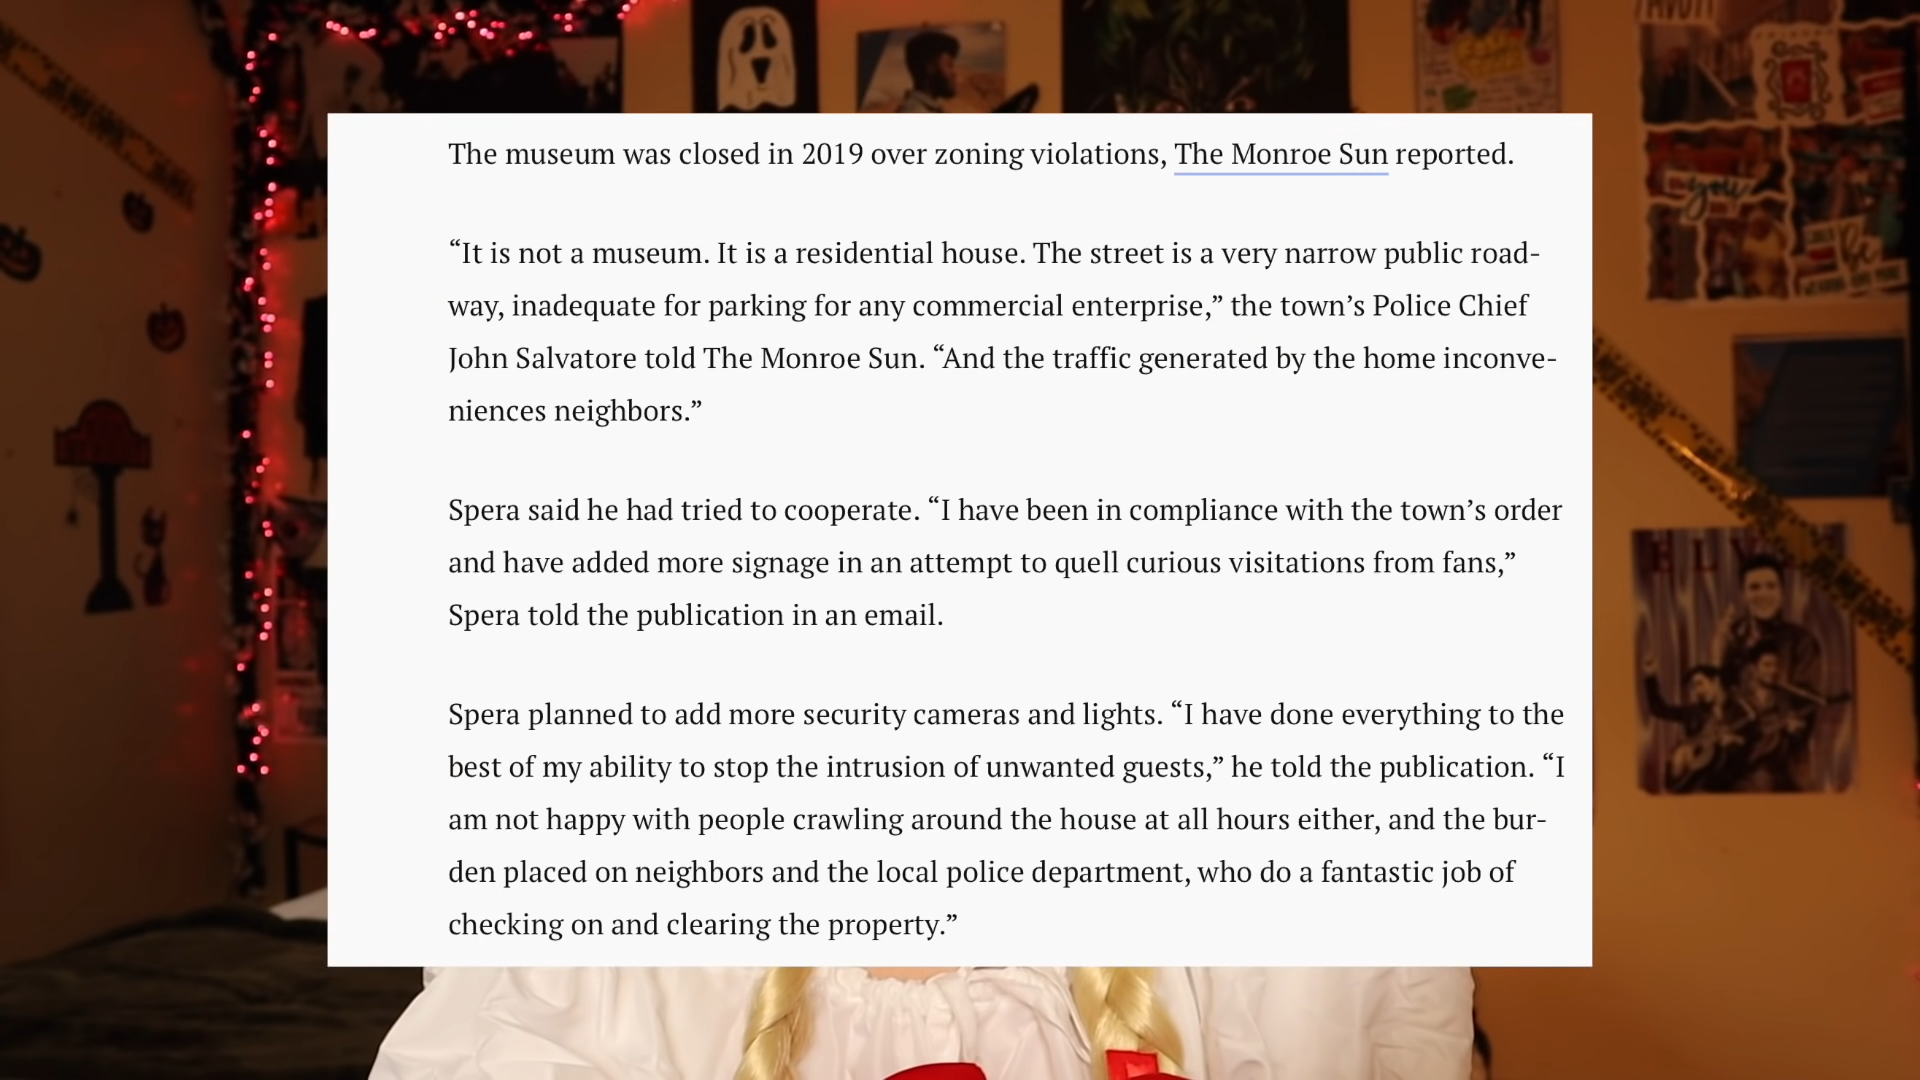 The museum was closed in 2019 over zoning violations, The Monroe Sun reported.
“It is not a museum. It is a residential house. The street is a very narrow public road-
way, inadequate for parking for any commercial enterprise,” the town’s Police Chief
John Salvatore told The Monroe Sun. “And the traffic generated by the home inconve-
niences neighbors.”
Spera said he had tried to cooperate. “I have been in compliance with the town’s order
and have added more signage in an attempt to quell curious visitations from fans,”
Spera told the publication in an email.
Spera planned to add more security cameras and lights. “I have done everything to the
best of my ability to stop the intrusion of unwanted guests,” he told the publication. “I
am not happy with people crawling around the house at all hours either, and the bur-
den placed on neighbors and the local police department, who do a fantastic job of
checking on and clearing the property.”
you
ELVIS